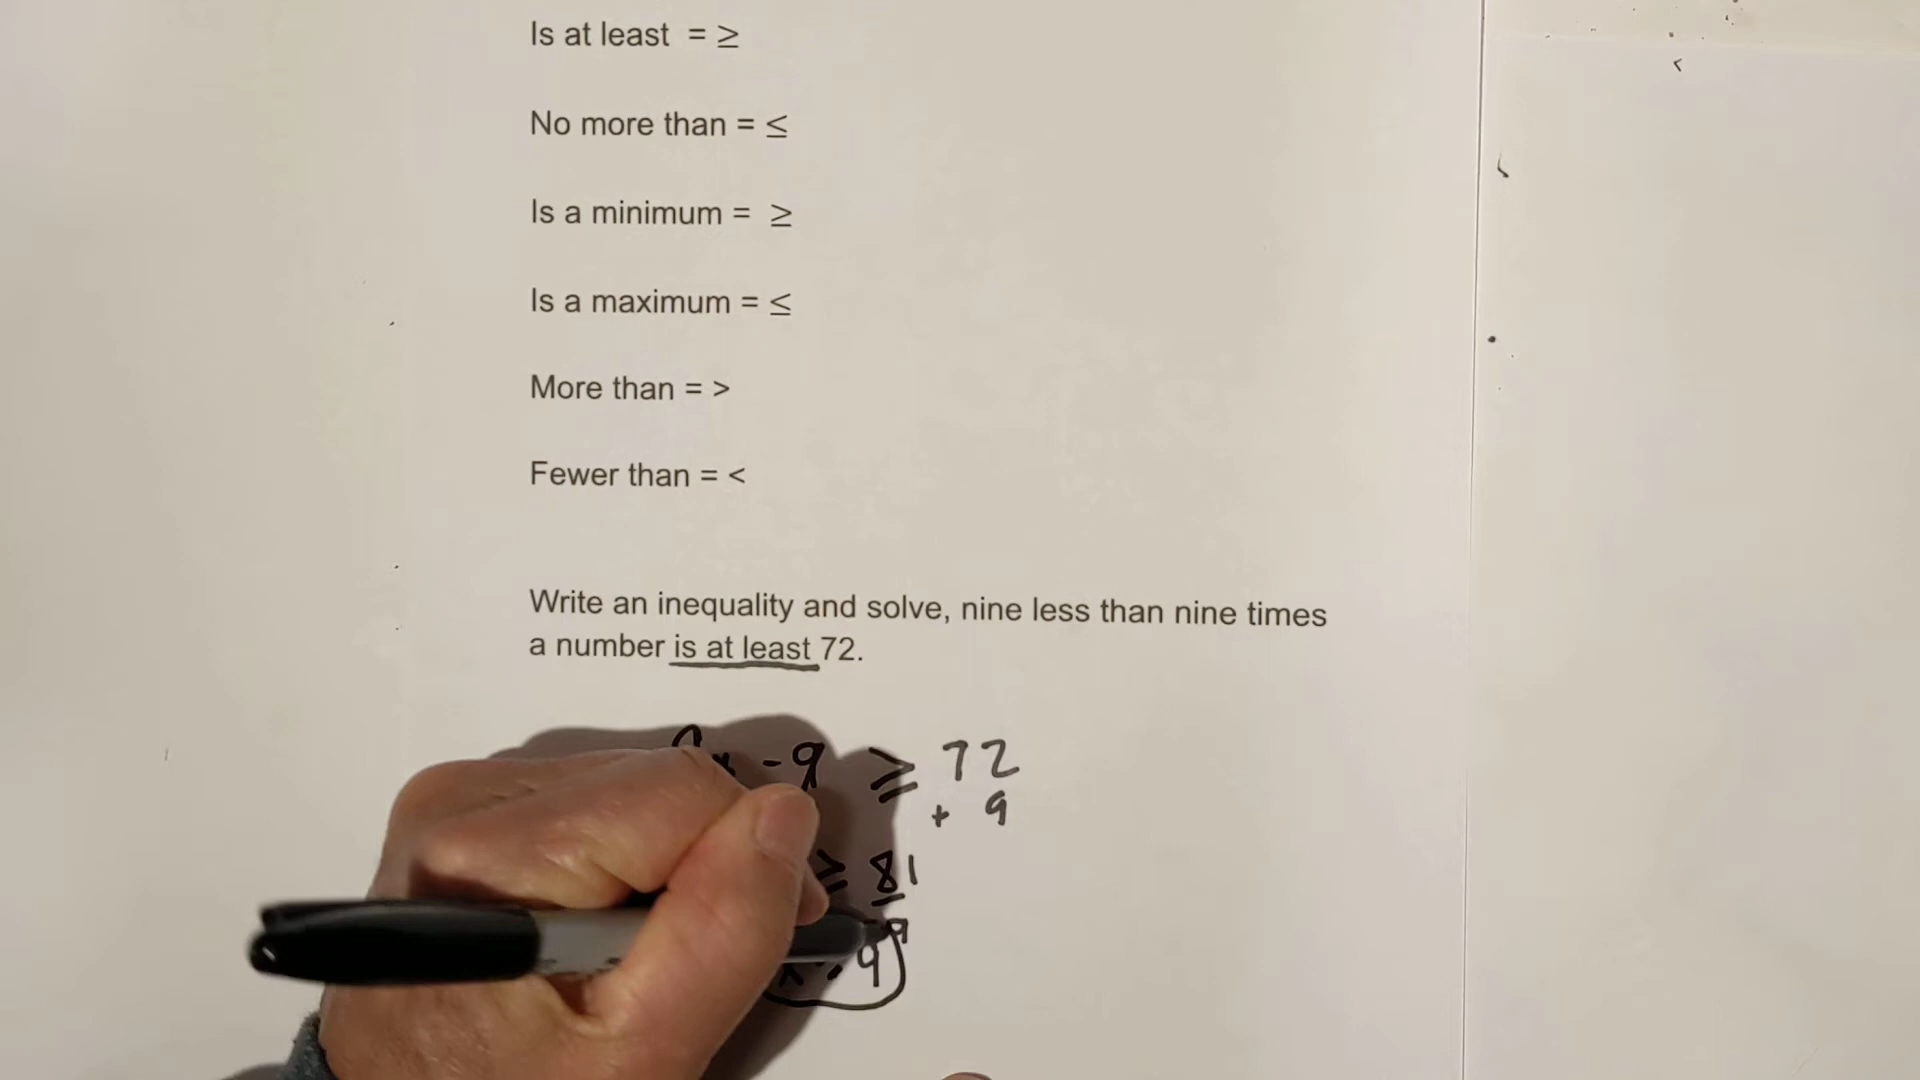 Is at least = ≥
No more than = ≤
Is a minimum = ≥
Is a maximum = ≤
More than = >
Fewer than = <
Write an inequality and solve, nine less than nine times
a number is at least 72.
-9 ≥ 72
+ 9
≥ 81
9
9